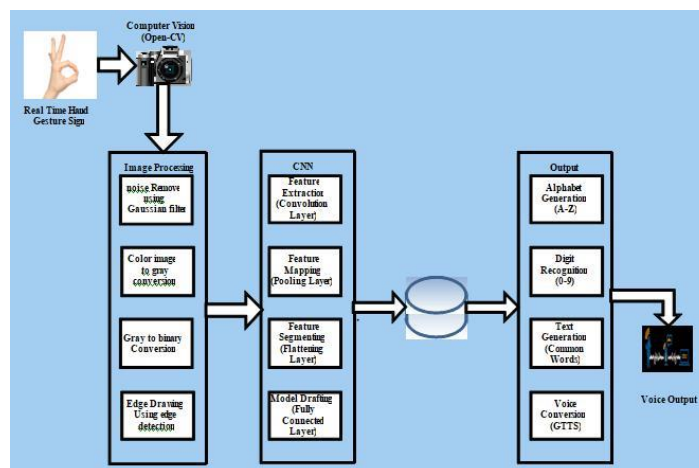 Computer Vision
(Open-CV)
Real Time Hand
Gesture Sign
Image Procesing
noise Remove
using
Gaussian filter
Color image
to gray
conversion
Gray to binary
Conversion
Edge Drawing
Using edge
detection
CNN
Feature
Extraction
(Convolution
Layer)
Feature
Mapping
(Pooling Layer)
Feature
Segmenting
(Flattening
Layer)
Model Drafting
(Fully
Connected
Layer)
Output
Alphabet
Generation
(A-Z)
Digit
Recognition
(0-9)
Text
Generation
(Common
Words)
Voice
Conversion
(GTTS)
Voice Output